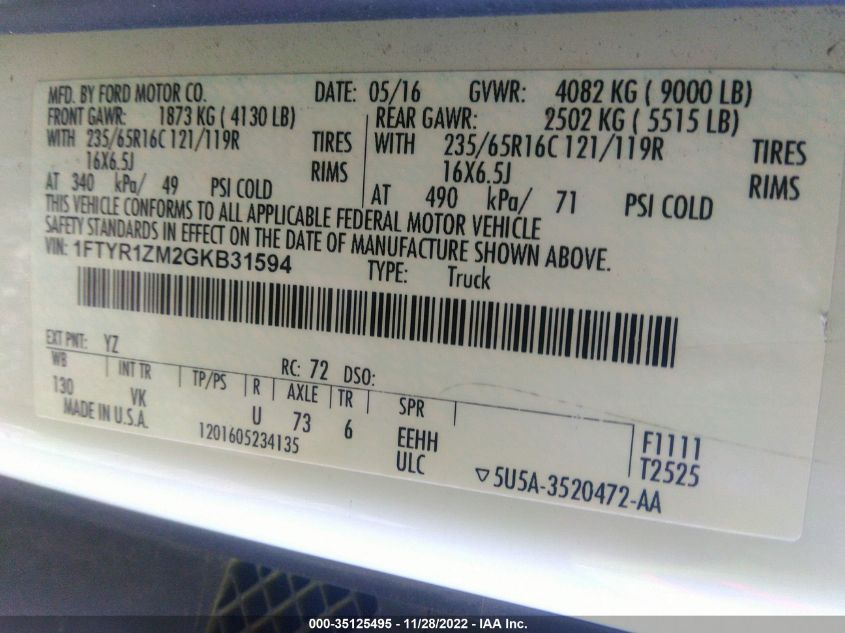 MFD. BY FORD MOTOR CO. DATE: 05/16 GVWR: 4082 KG ( 9000 LB)
FRONT GAWR: 1873 KG ( 4130 LB) REAR GAWR: 2502 KG ( 5515 LB)
WITH 235/65R16C 121/119R TIRES WITH 235/65R16C 121/119R TIRES
16X6.5J RIMS 16X6.5J RIMS
AT 340 kPa/ 49 PSI COLD AT 490 kPa/ 71 PSI COLD
THIS VEHICLE CONFORMS TO ALL APPLICABLE FEDERAL MOTOR VEHICLE
SAFETY STANDARDS IN EFFECT ON THE DATE OF MANUFACTURE SHOWN ABOVE.
VIN: 1FTYR1ZM2GKB31594 TYPE: Truck
EXT PNT: YZ RC: 72 DSO:
WB INT TR TP/PS R AXLE TR SPR
130 VK U 73 6 EEHH F1111
MADE IN U.S.A. 1201605234135 ULC T2525
▽5U5A-3520472-AA
000-35125495 - 11/28/2022 - IAA Inc.